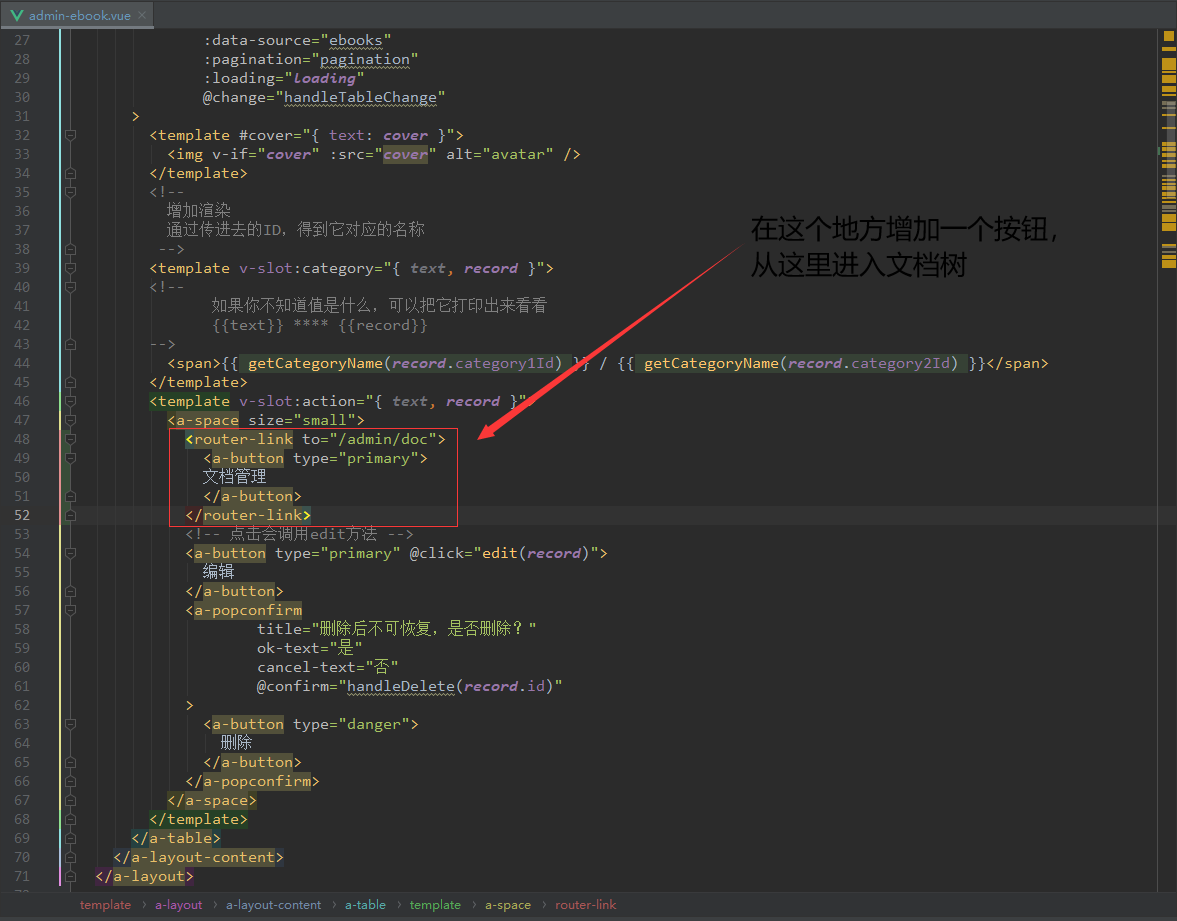 admin-ebook.vue
27 :data-source="ebooks"
28 :pagination="pagination"
29 :loading="loading"
30 @change="handleTableChange"
31 >
32 <template #cover="{ text: cover }">
33 <img v-if="cover" :src="cover" alt="avatar" />
34 </template>
35 <!--
36 增加渲染
37 通过传进去的ID，得到它对应的名称
38 -->
39 <template v-slot:category="{ text, record }">
40 <!--
41 如果你不知道值是什么，可以把它打印出来看看
42 {{text}} **** {{record}}
43 -->
44 <span>{{ getCategoryName(record.category1Id) }} / {{ getCategoryName(record.category2Id) }}</span>
45 </template>
46 <template v-slot:action="{ text, record }">
47 <a-space size="small">
48 <router-link to="/admin/doc">
49 <a-button type="primary">
50 文档管理
51 </a-button>
52 </router-link>
53 <!-- 点击会调用edit方法 -->
54 <a-button type="primary" @click="edit(record)">
55 编辑
56 </a-button>
57 <a-popconfirm
58 title="删除后不可恢复，是否删除？"
59 ok-text="是"
60 cancel-text="否"
61 @confirm="handleDelete(record.id)"
62 >
63 <a-button type="danger">
64 删除
65 </a-button>
66 </a-popconfirm>
67 </a-space>
68 </template>
69 </a-table>
70 </a-layout-content>
71 </a-layout>
在这个地方增加一个按钮，
从这里进入文档树
template › a-layout › a-layout-content › a-table › template › a-space › router-link